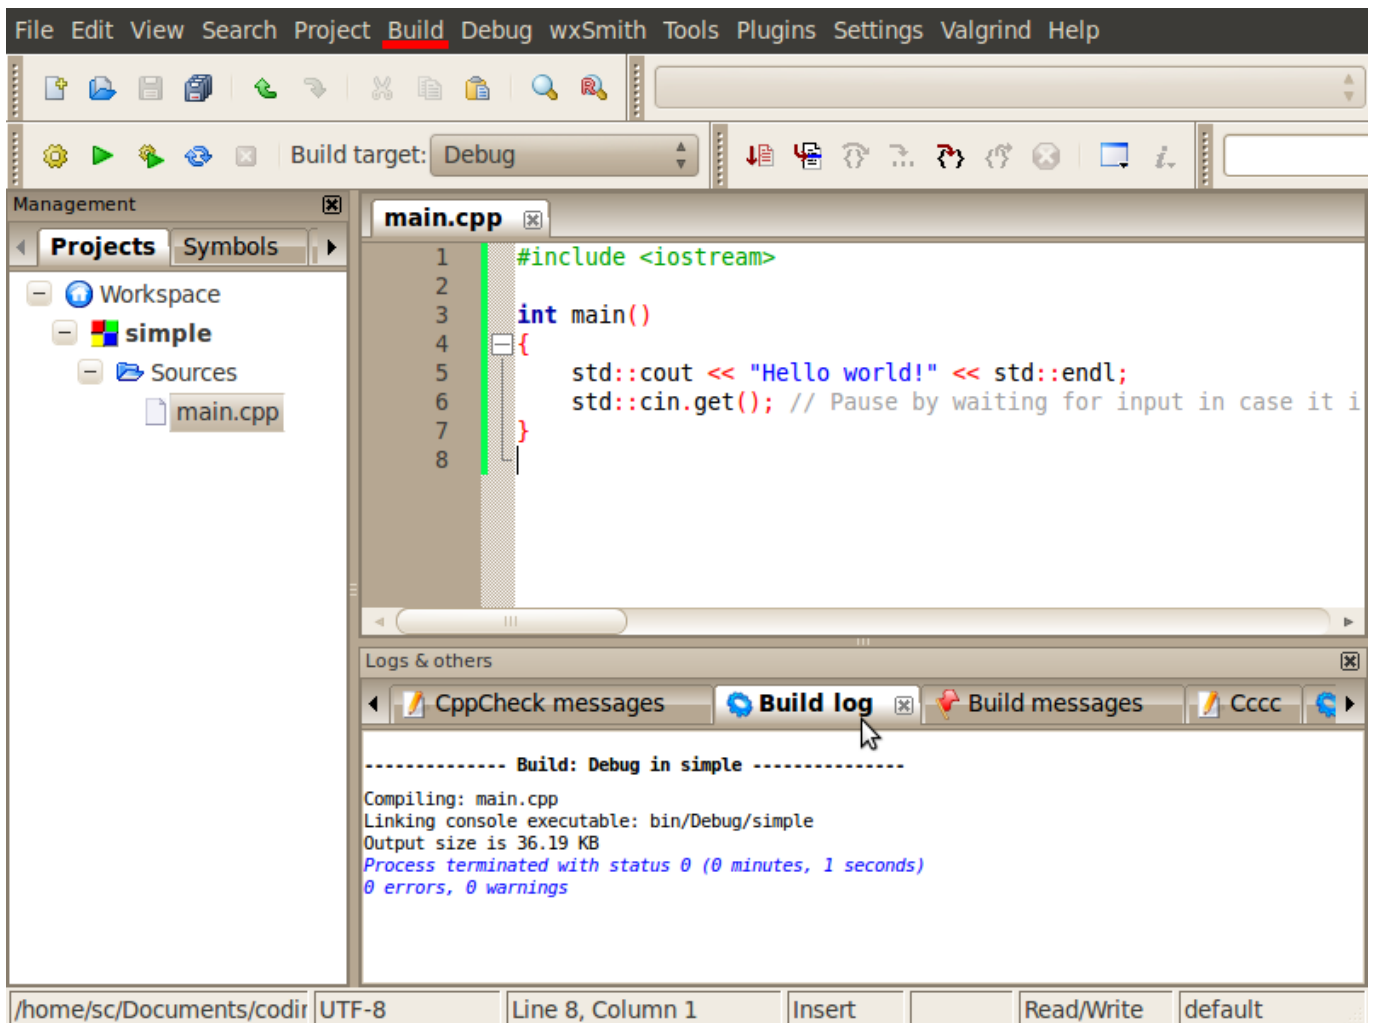 File Edit View Search Project Build Debug wxSmith Tools Plugins Settings Valgrind Help
Build target: Debug
Management
Projects Symbols
Workspace
simple
Sources
main.cpp
main.cpp
1 #include <iostream>
2
3 int main()
4 {
5 std::cout << "Hello world!" << std::endl;
6 std::cin.get(); // Pause by waiting for input in case it i
7 }
8
Logs & others
CppCheck messages Build log Build messages Cccc
-------------- Build: Debug in simple ---------------
Compiling: main.cpp
Linking console executable: bin/Debug/simple
Output size is 36.19 KB
Process terminated with status 0 (0 minutes, 1 seconds)
0 errors, 0 warnings
/home/sc/Documents/codir UTF-8 Line 8, Column 1 Insert Read/Write default